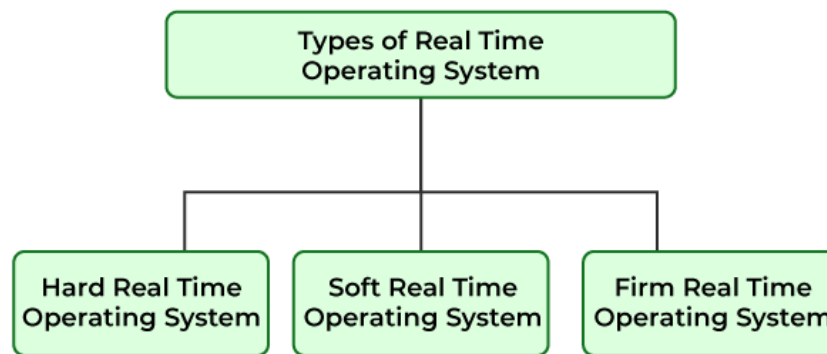 Types of Real Time
Operating System
Hard Real Time
Operating System
Soft Real Time
Operating System
Firm Real Time
Operating System